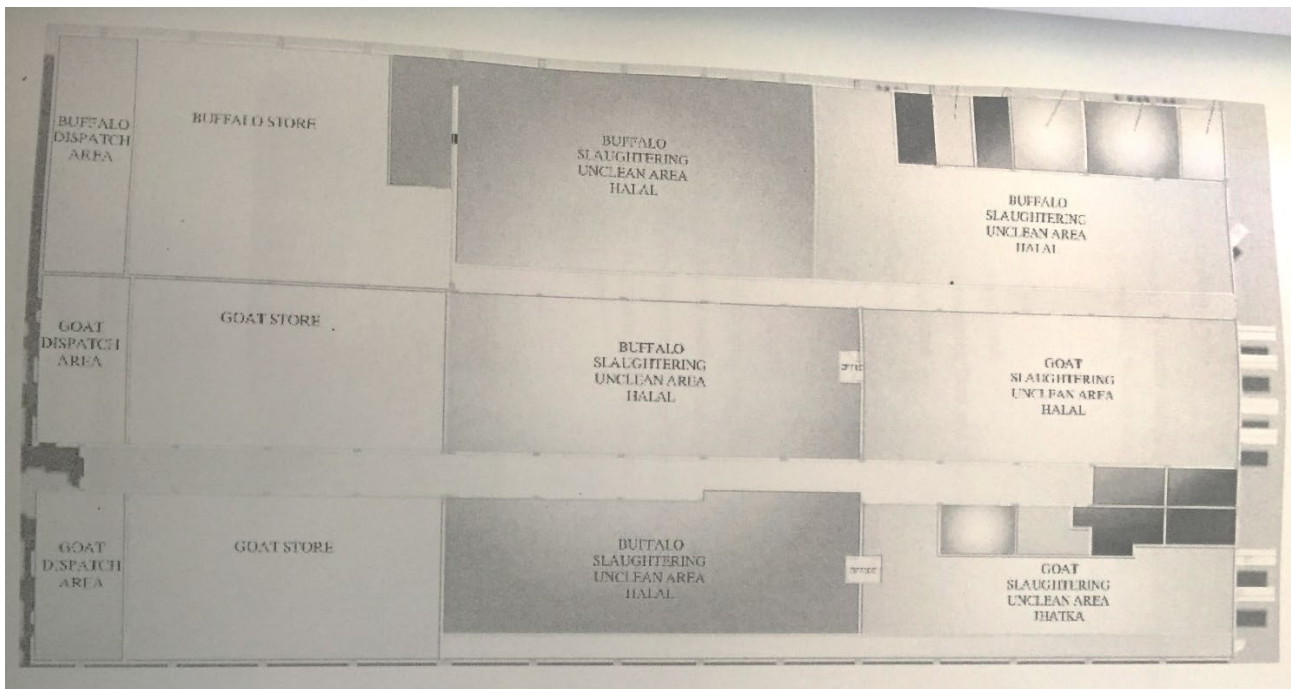 BUFFALO
DISPATCH
AREA
BUFFALO STORE
BUFFALO
SLAUGHTERING
UNCLEAN AREA
HALAL
BUFFALO
SLAUGHTERING
UNCLEAN AREA
HALAL
GOAT
DISPATCH
AREA
GOAT STORE
BUFFALO
SLAUGHTERING
UNCLEAN AREA
HALAL
OFFICE
GOAT
SLAUGHTERING
UNCLEAN AREA
HALAL
GOAT
DISPATCH
AREA
GOAT STORE
BUFFALO
SLAUGHTERING
UNCLEAN AREA
HALAL
OFFICE
GOAT
SLAUGHTERING
UNCLEAN AREA
JHATKA